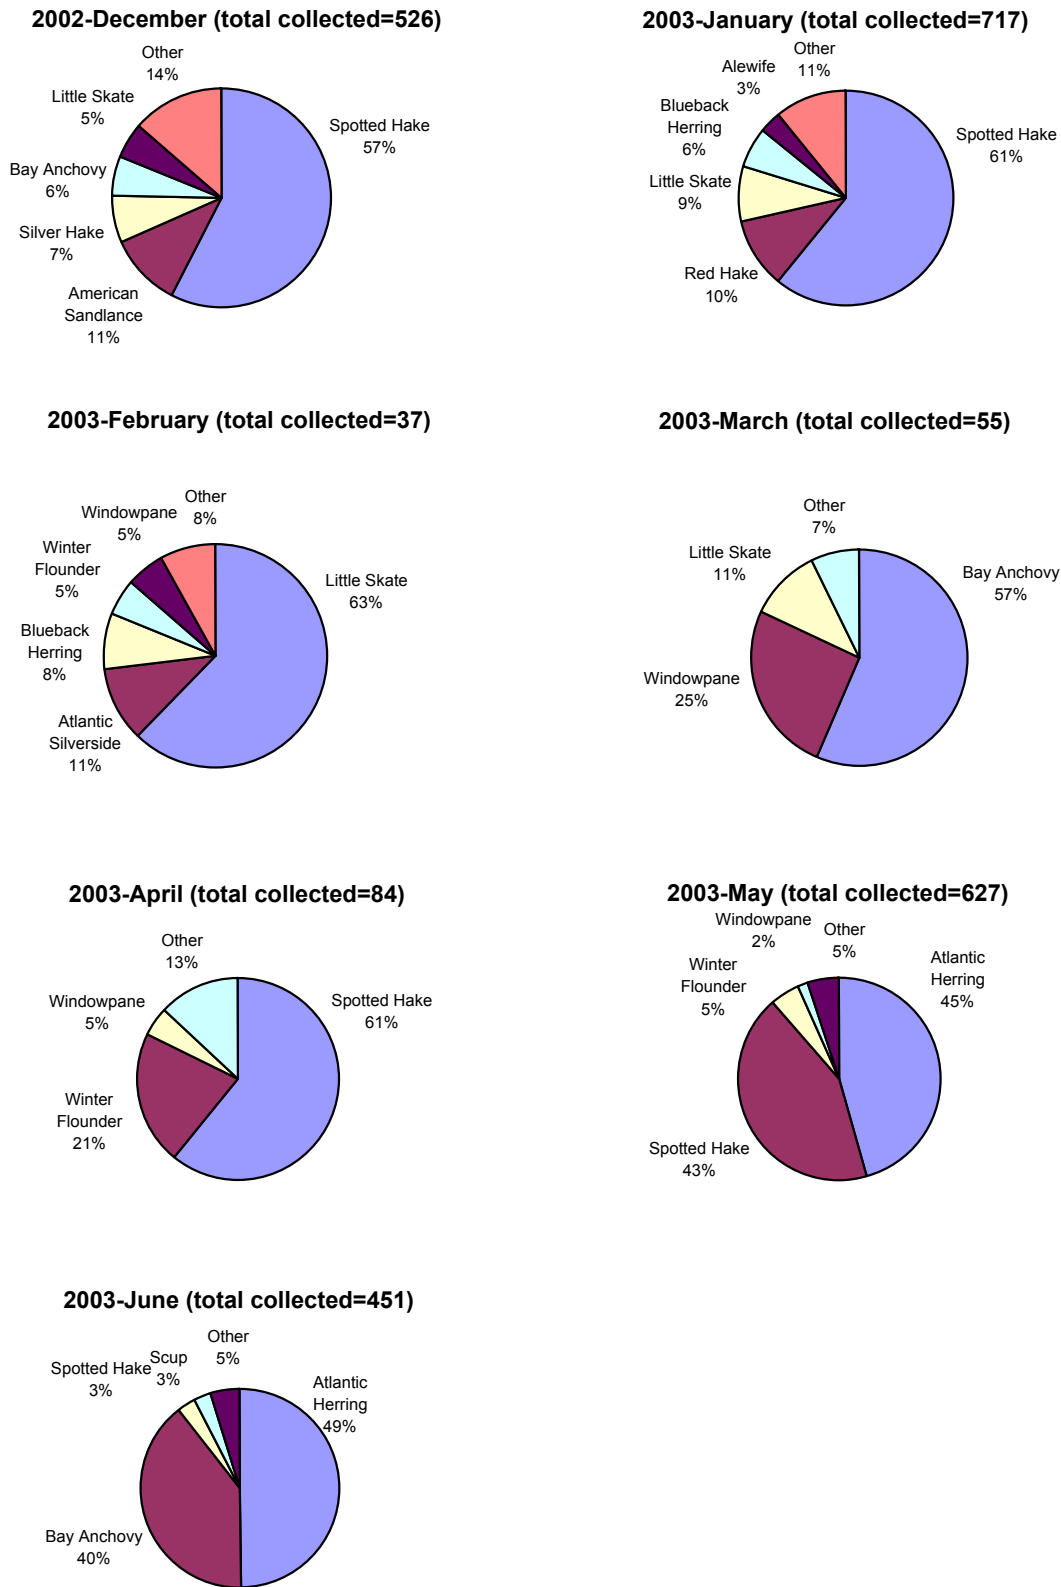 2002-December (total collected=526)
Other
14%
Little Skate
5%
Bay Anchovy
6%
Silver Hake
7%
American
Sandlance
11%
Spotted Hake
57%
2003-January (total collected=717)
Other
11%
Alewife
3%
Blueback
Herring
6%
Little Skate
9%
Red Hake
10%
Spotted Hake
61%
2003-February (total collected=37)
Other
8%
Windowpane
5%
Winter
Flounder
5%
Blueback
Herring
8%
Atlantic
Silverside
11%
Little Skate
63%
2003-March (total collected=55)
Other
7%
Little Skate
11%
Windowpane
25%
Bay Anchovy
57%
2003-April (total collected=84)
Other
13%
Windowpane
5%
Winter
Flounder
21%
Spotted Hake
61%
2003-May (total collected=627)
Windowpane
2%
Other
5%
Winter
Flounder
5%
Spotted Hake
43%
Atlantic
Herring
45%
2003-June (total collected=451)
Other
5%
Scup
3%
Spotted Hake
3%
Bay Anchovy
40%
Atlantic
Herring
49%